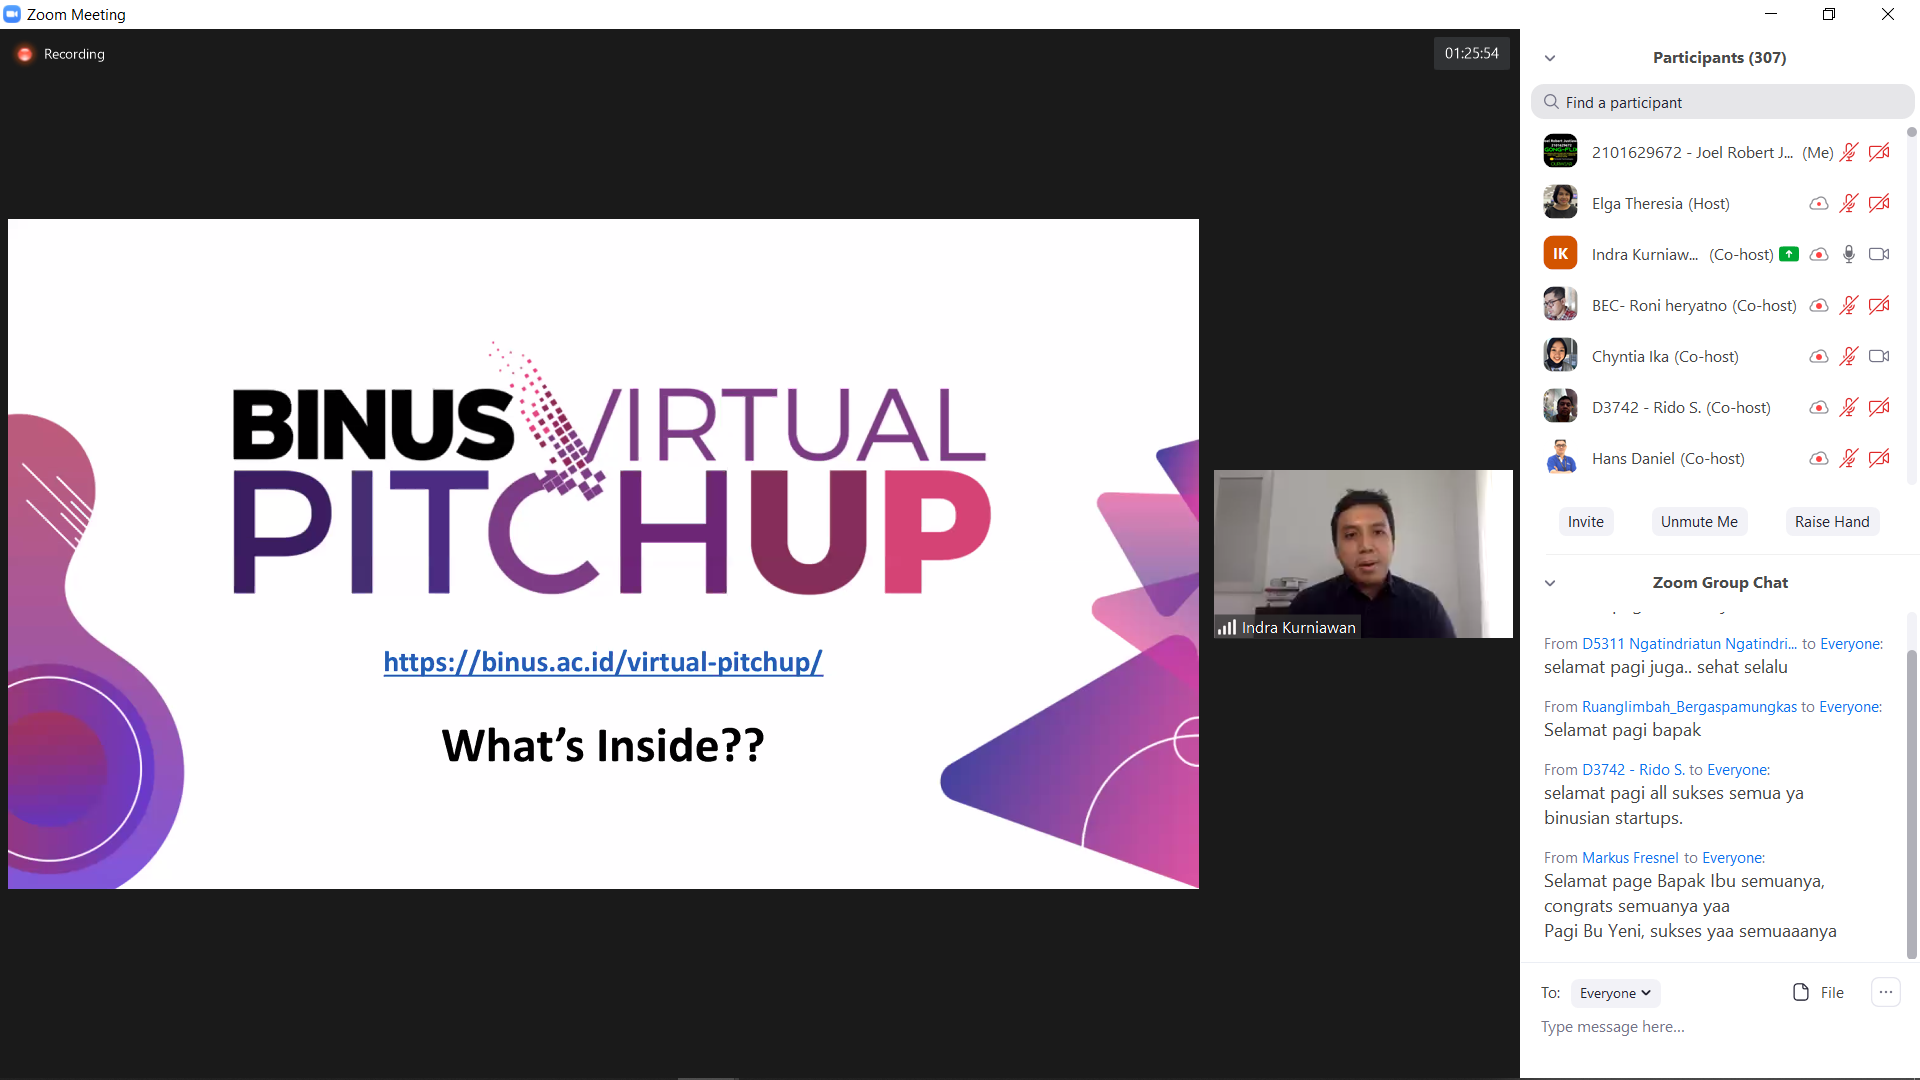 Zoom Meeting
Recording
01:25:54
BINUS VIRTUAL
PITCHUP
https://binus.ac.id/virtual-pitchup/
What's Inside??
Indra Kurniawan
Participants (307)
Find a participant
2101629672 - Joel Robert J... (Me)
Elga Theresia (Host)
IK
Indra Kurniaw... (Co-host)
BEC- Roni heryatno (Co-host)
Chyntia Ika (Co-host)
D3742 - Rido S. (Co-host)
Hans Daniel (Co-host)
Invite
Unmute Me
Raise Hand
Zoom Group Chat
From D5311 Ngatindriatun Ngatindri... to Everyone:
selamat pagi juga.. sehat selalu
From Ruanglimbah_Bergaspamungkas to Everyone:
Selamat pagi bapak
From D3742 - Rido S. to Everyone:
selamat pagi all sukses semua ya
binusian startups.
From Markus Fresnel to Everyone:
Selamat page Bapak Ibu semuanya,
congrats semuanya yaa
Pagi Bu Yeni, sukses yaa semuaaanya
To: Everyone
File
Type message here...